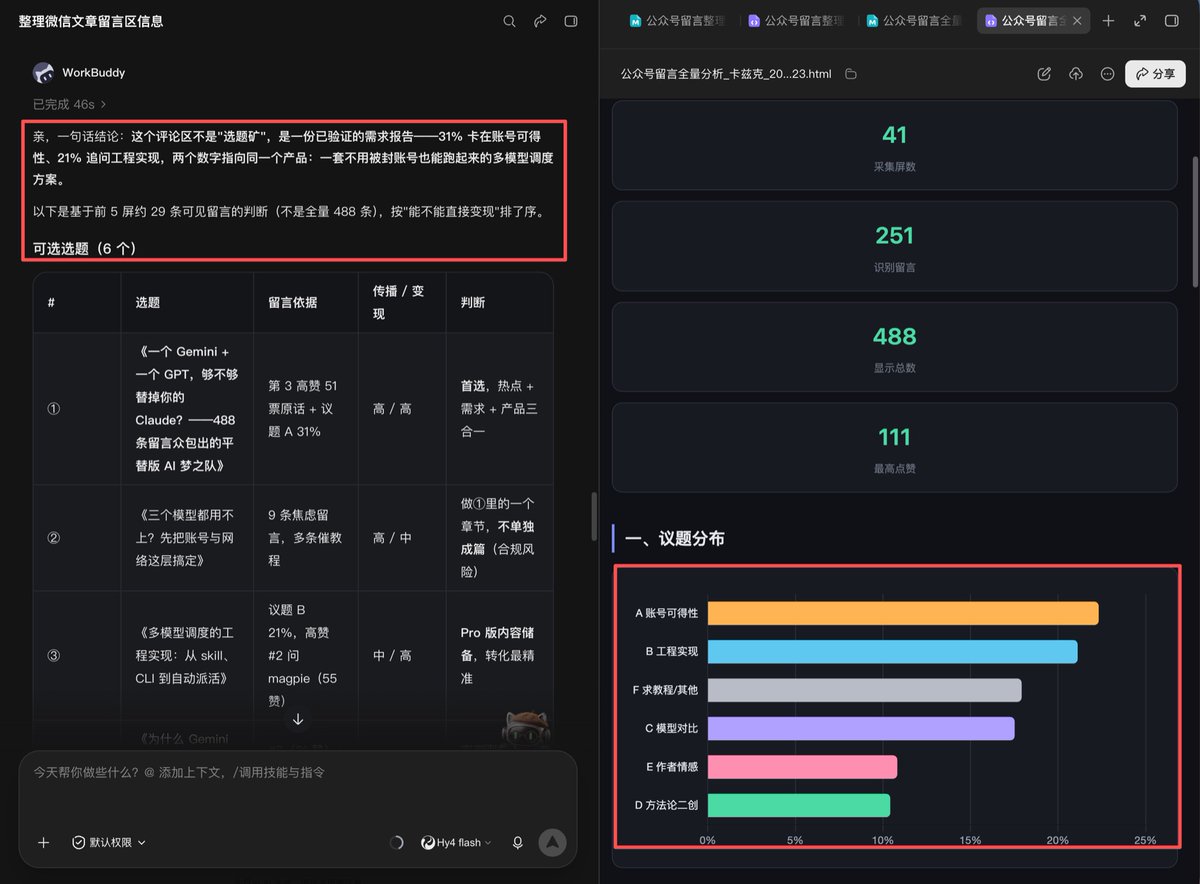 整理微信文章留言区信息
WorkBuddy
已完成 46s >
亲，一句话结论：这个评论区不是"选题矿"，是一份已验证的需求报告——31% 卡在账号可得
性、21% 追问工程实现，两个数字指向同一个产品：一套不用被封账号也能跑起来的多模型调度
方案。
以下是基于前 5 屏约 29 条可见留言的判断（不是全量 488 条），按"能不能直接变现"排了序。
可选选题（6 个）
#
选题
留言依据
传播 / 变
现
判断
①
《一个 Gemini +
一个 GPT，够不够
替掉你的
Claude？——488
条留言众包出的平
替版 AI 梦之队》
第 3 高赞 51
票原话 + 议
题 A 31%
高 / 高
首选，热点 +
需求 + 产品三
合一
②
《三个模型都用不
上？先把账号与网
络这层搞定》
9 条焦虑留
言，多条催教
程
高 / 中
做①里的一个
章节，不单独
成篇（合规风
险）
③
《多模型调度的工
程实现：从 skill、
CLI 到自动派活》
议题 B
21%，高赞
#2 问
magpie（55
赞）
中 / 高
Pro 版内容储
备，转化最精
准
《为什么 Gemini
今天帮你做些什么？@ 添加上下文，/调用技能与指令
默认权限
Hy4 flash
公众号留言整理
公众号留言整理
公众号留言全量
公众号留言全
公众号留言全量分析_卡兹克_20...23.html
分享
41
采集屏数
251
识别留言
488
显示总数
111
最高点赞
一、议题分布
A 账号可得性
B 工程实现
F 求教程/其他
C 模型对比
E 作者情感
D 方法论二创
0% 5% 10% 15% 20% 25%